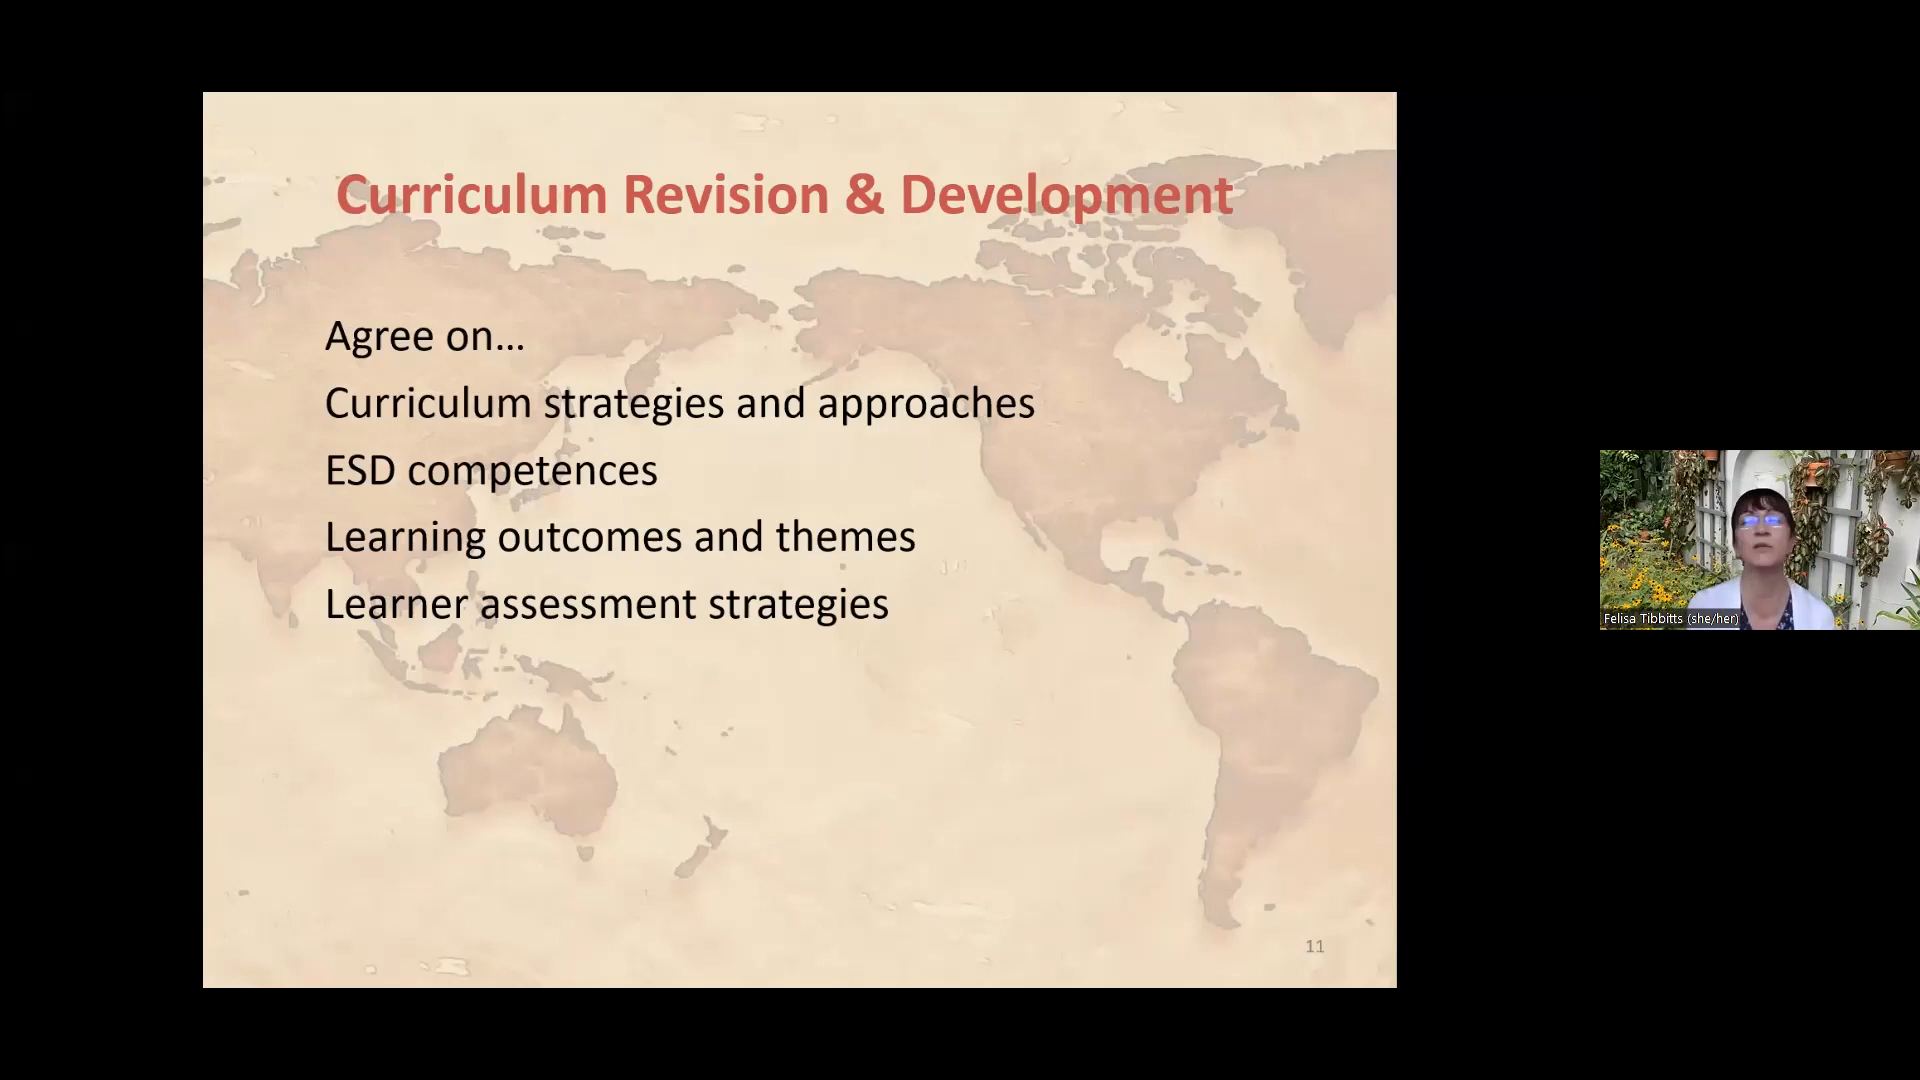 Curriculum Revision & Development
Agree on…
Curriculum strategies and approaches
ESD competences
Learning outcomes and themes
Learner assessment strategies
11
Felisa Tibbitts (she/her)